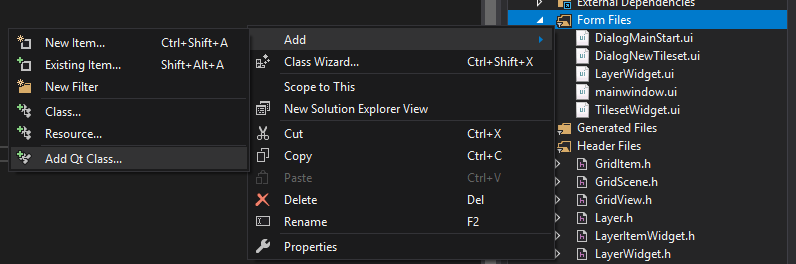 New Item... Ctrl+Shift+A
Existing Item... Shift+Alt+A
New Filter
Class...
Resource...
Add Qt Class...
Add
Class Wizard... Ctrl+Shift+X
Scope to This
New Solution Explorer View
Cut Ctrl+X
Copy Ctrl+C
Paste Ctrl+V
Delete Del
Rename F2
Properties
External Dependencies
Form Files
DialogMainStart.ui
DialogNewTileset.ui
LayerWidget.ui
mainwindow.ui
TilesetWidget.ui
Generated Files
Header Files
GridItem.h
GridScene.h
GridView.h
Layer.h
LayerItemWidget.h
LayerWidget.h